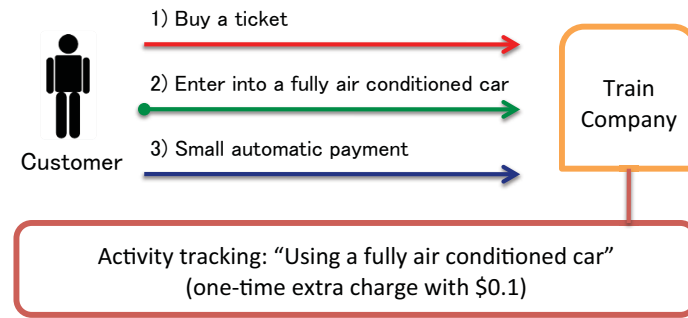 1) Buy a ticket
2) Enter into a fully air conditioned car
3) Small automatic payment
Customer
Train
Company
Activity tracking: “Using a fully air conditioned car”
(one-time extra charge with $0.1)